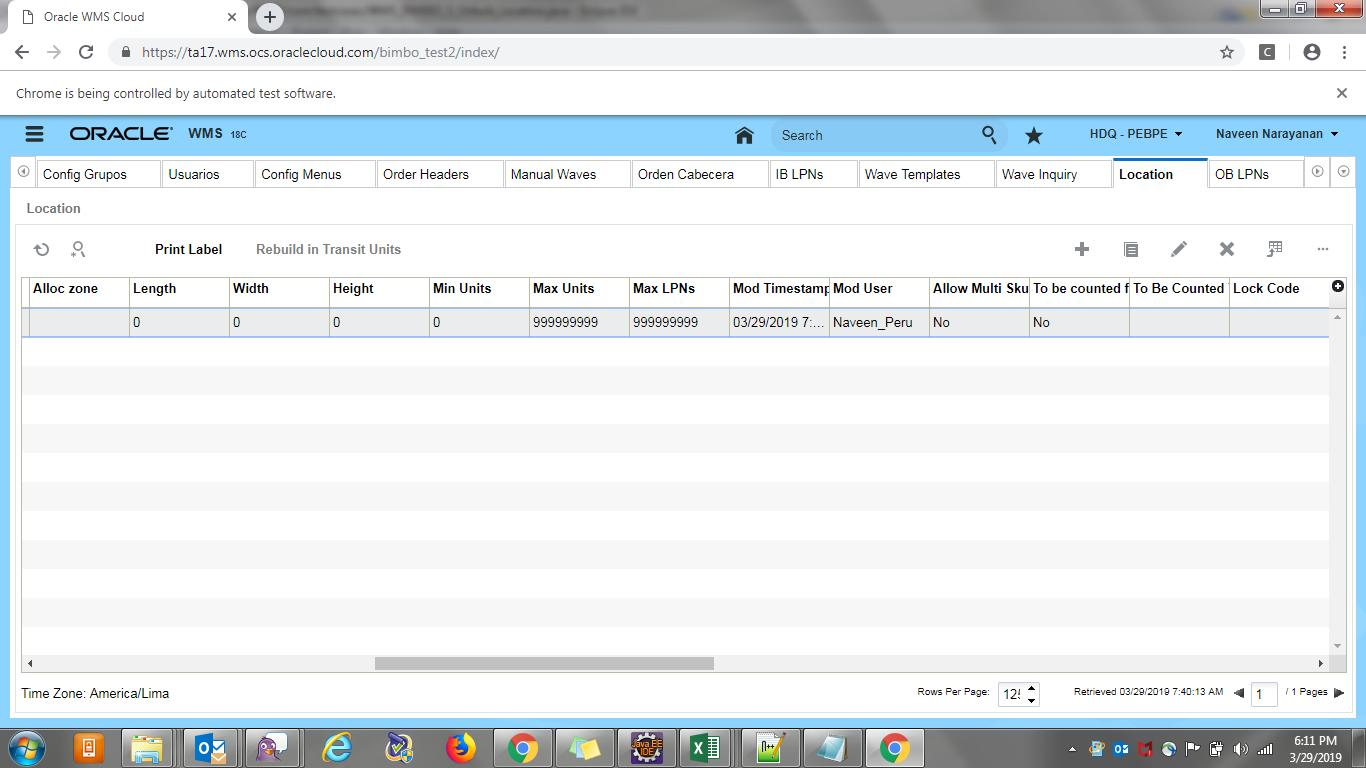 Oracle WMS Cloud
https://ta17.wms.ocs.oraclecloud.com/bimbo_test2/index/
C
Chrome is being controlled by automated test software.
ORACLE WMS 18C Search HDQ - PEBPE Naveen Narayanan
Config Grupos Usuarios Config Menus Order Headers Manual Waves Orden Cabecera IB LPNs Wave Templates Wave Inquiry Location OB LPNs
Location
Print Label Rebuild in Transit Units
Alloc zone Length Width Height Min Units Max Units Max LPNs Mod Timestamp Mod User Allow Multi Sku To be counted f To Be Counted Lock Code
0 0 0 0 999999999 999999999 03/29/2019 7:... Naveen_Peru No No
Time Zone: America/Lima Rows Per Page: 125 Retrieved 03/29/2019 7:40:13 AM 1 / 1 Pages
Java EE
IDE
6:11 PM
3/29/2019